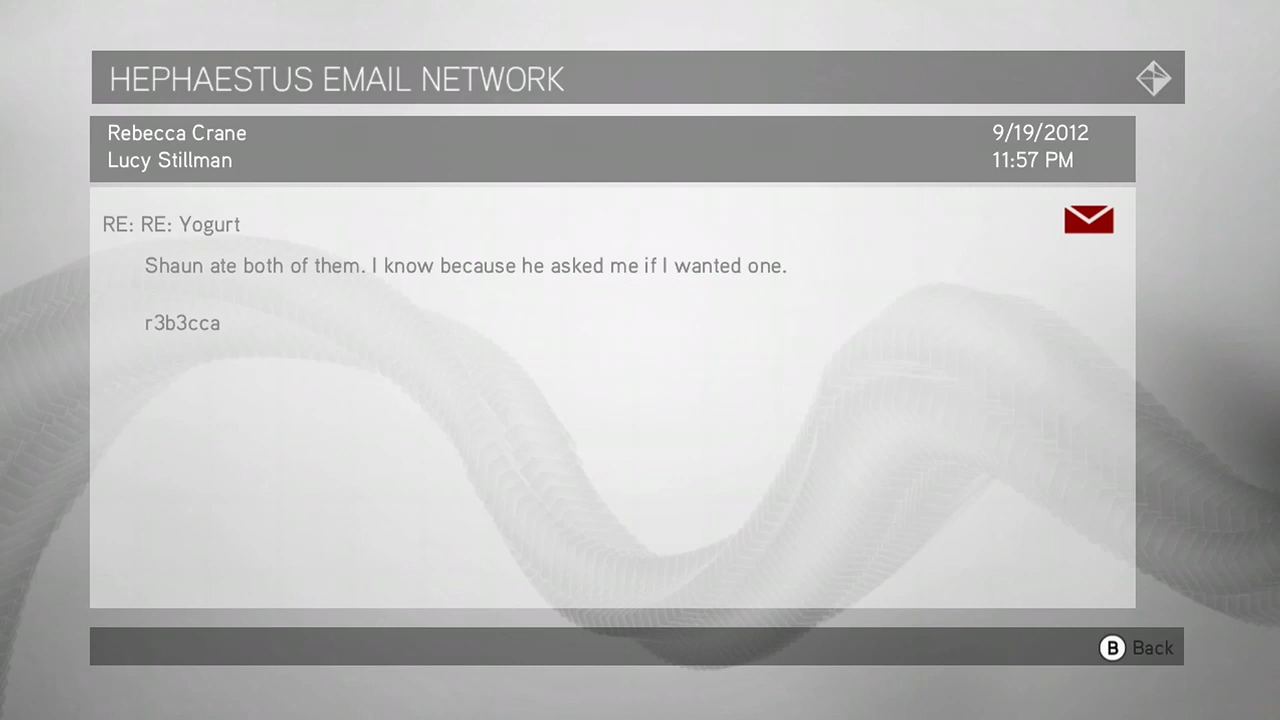 HEPHAESTUS EMAIL NETWORK
Rebecca Crane
9/19/2012
Lucy Stillman
11:57 PM
RE: RE: Yogurt
Shaun ate both of them. I know because he asked me if I wanted one.
r3b3cca
B Back